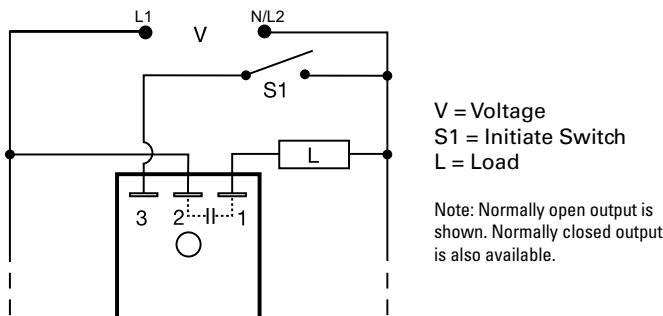 L1
V
N/L2
S1
L
3
2
1
V = Voltage
S1 = Initiate Switch
L = Load
Note: Normally open output is
shown. Normally closed output
is also available.